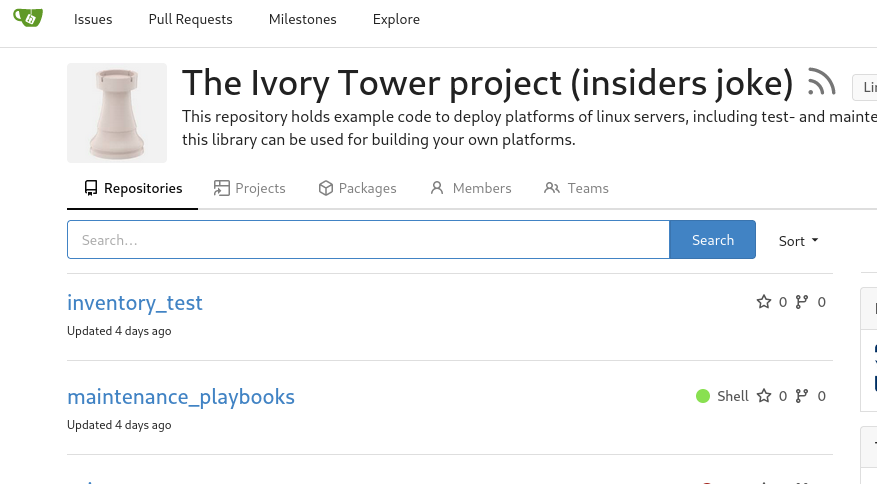 Issues Pull Requests Milestones Explore
The Ivory Tower project (insiders joke)
This repository holds example code to deploy platforms of linux servers, including test- and
this library can be used for building your own platforms.
Repositories Projects Packages Members Teams
Search... Search Sort
inventory_test 0 0
Updated 4 days ago
maintenance_playbooks Shell 0 0
Updated 4 days ago